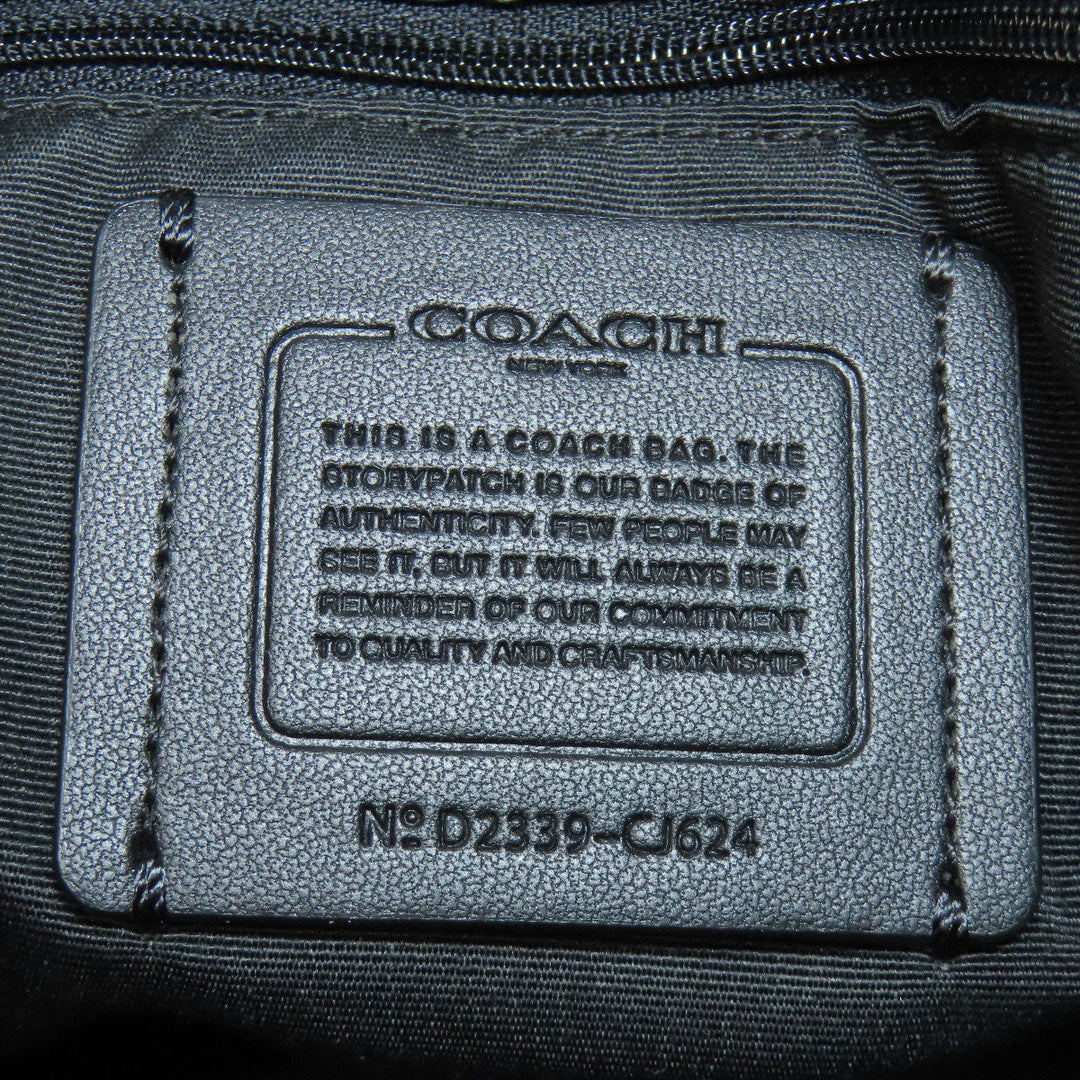 COACH
NEW YORK
THIS IS A COACH BAG. THE
STORYPATCH IS OUR BADGE OF
AUTHENTICITY. FEW PEOPLE MAY
SEE IT, BUT IT WILL ALWAYS BE A
REMINDER OF OUR COMMITMENT
TO QUALITY AND CRAFTSMANSHIP.
Nº D2339-CJ624